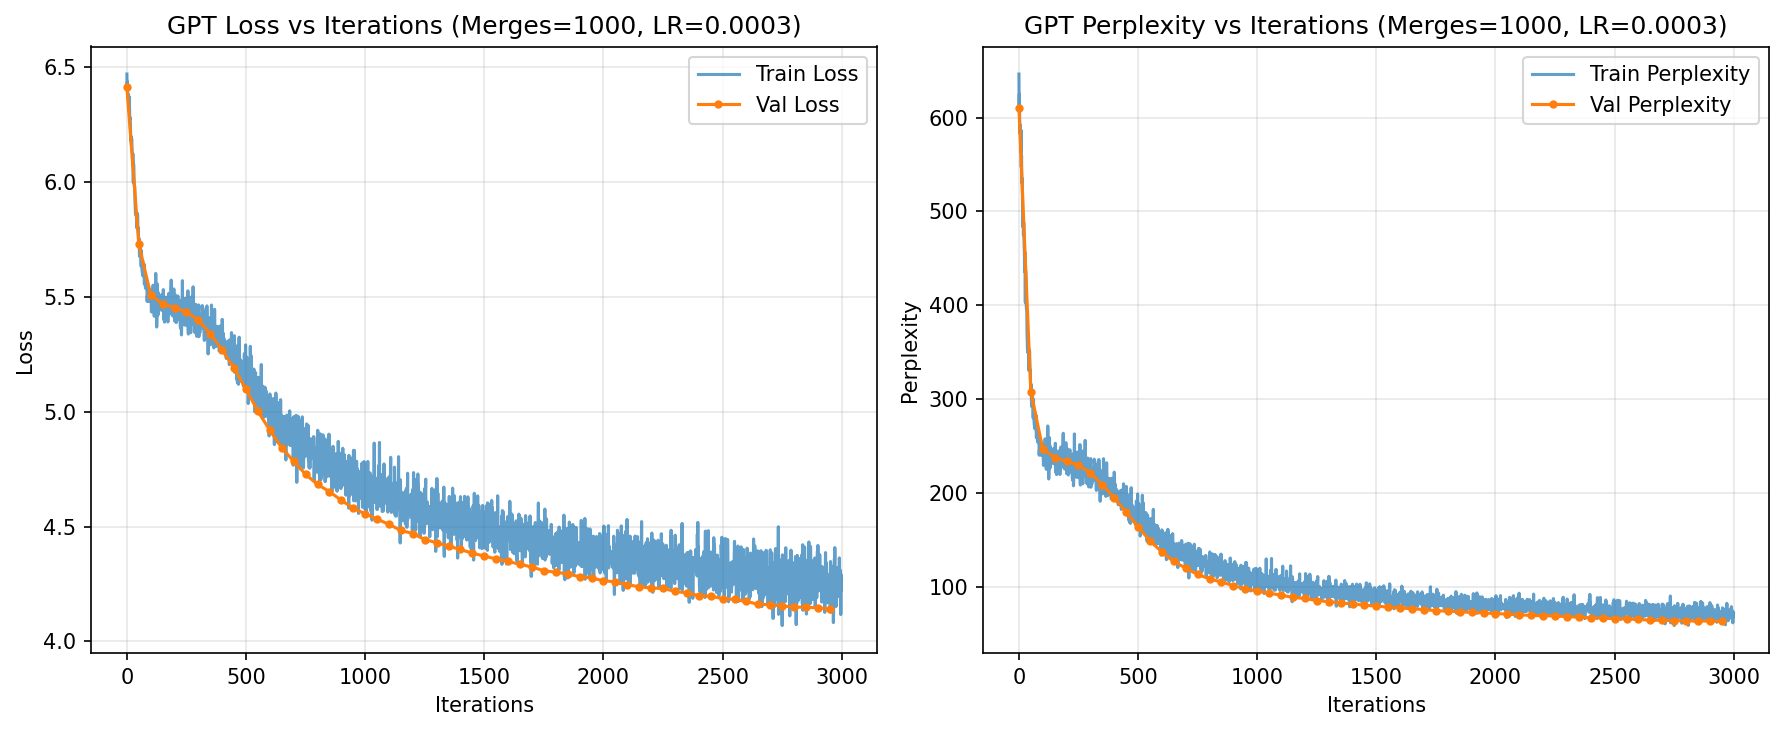 GPT Loss vs Iterations (Merges=1000, LR=0.0003)
Train Loss
Val Loss
6.5
6.0
5.5
5.0
4.5
4.0
Loss
0
500
1000
1500
2000
2500
3000
Iterations
GPT Perplexity vs Iterations (Merges=1000, LR=0.0003)
Train Perplexity
Val Perplexity
600
500
400
300
200
100
Perplexity
0
500
1000
1500
2000
2500
3000
Iterations